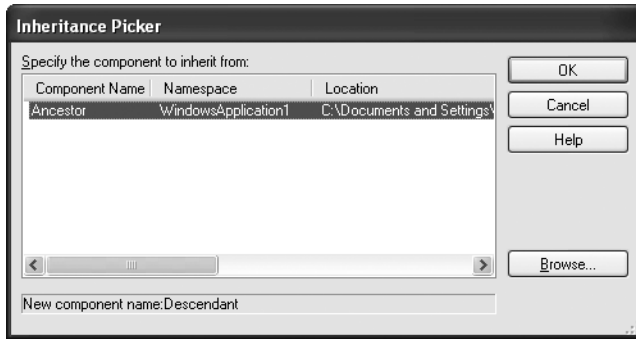 Inheritance Picker
Specify the component to inherit from:
Component Name Namespace Location
Ancestor WindowsApplication1 C:\Documents and Settings\
New component name:Descendant
OK
Cancel
Help
Browse...